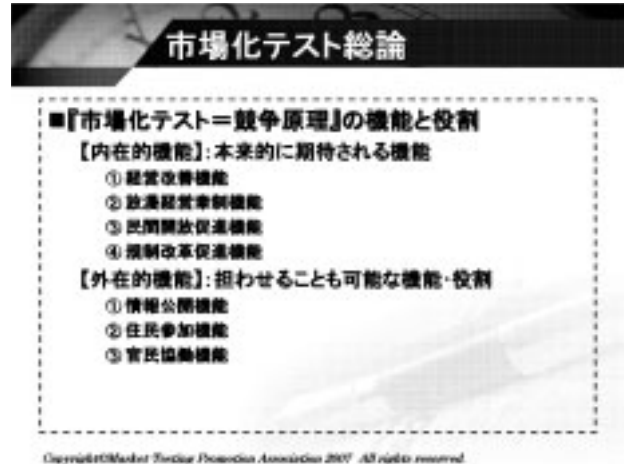 市場化テスト総論
■『市場化テスト＝競争原理』の機能と役割
【内在的機能】：本来的に期待される機能
① 経営改善機能
② 放漫経営牽制機能
③ 民間開放促進機能
④ 規制改革促進機能
【外在的機能】：担わせることも可能な機能・役割
① 情報公開機能
② 住民参加機能
③ 官民協働機能
Copyright©Market Testing Promotion Association 2007 All rights reserved.